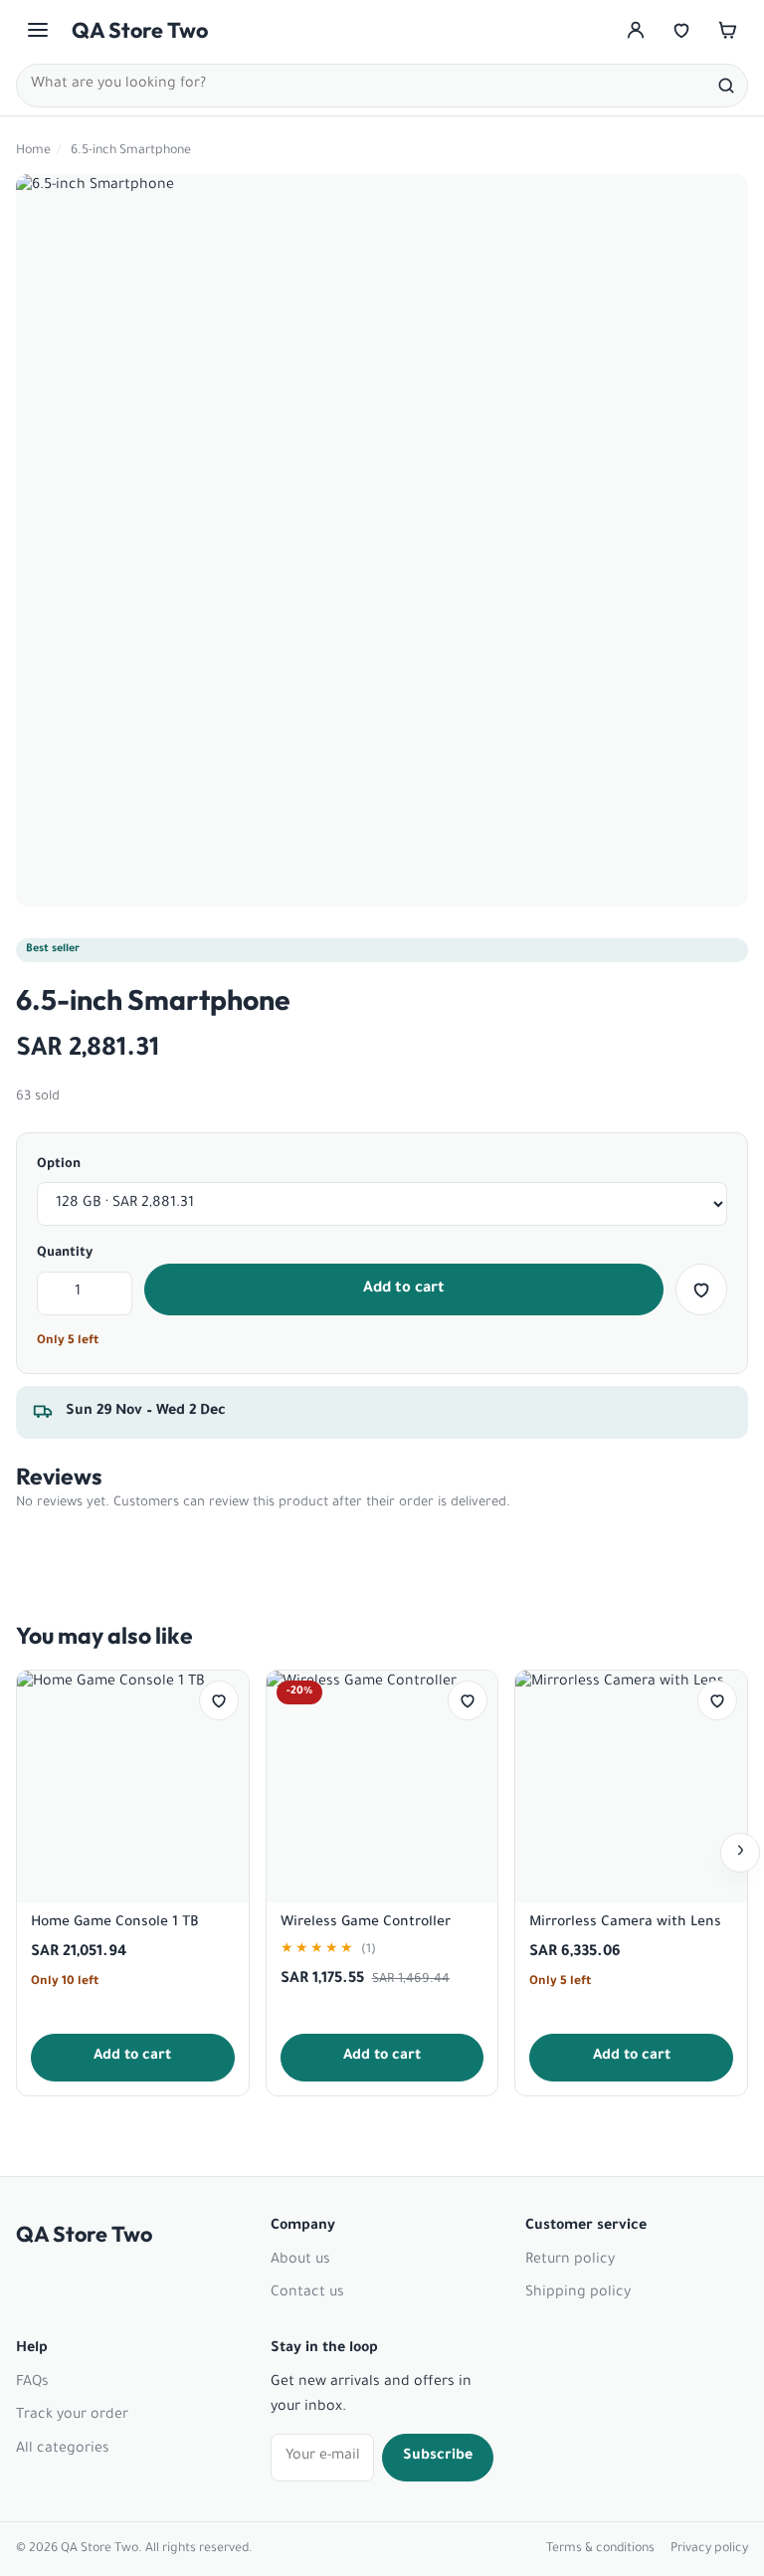 QA Store Two
What are you looking for?
Home / 6.5-inch Smartphone
6.5-inch Smartphone
Best seller
6.5-inch Smartphone
SAR 2,881.31
63 sold
Option
128 GB · SAR 2,881.31
Quantity
1
Add to cart
Only 5 left
Sun 29 Nov - Wed 2 Dec
Reviews
No reviews yet. Customers can review this product after their order is delivered.
You may also like
Home Game Console 1 TB
Home Game Console 1 TB
SAR 21,051.94
Only 10 left
Add to cart
Wireless Game Controller
-20%
Wireless Game Controller
★★★★★ (1)
SAR 1,175.55 SAR 1,469.44
Add to cart
Mirrorless Camera with Lens
Mirrorless Camera with Lens
SAR 6,335.06
Only 5 left
Add to cart
QA Store Two
Company
About us
Contact us
Customer service
Return policy
Shipping policy
Help
FAQs
Track your order
All categories
Stay in the loop
Get new arrivals and offers in
your inbox.
Your e-mail
Subscribe
© 2026 QA Store Two. All rights reserved.
Terms & conditions Privacy policy